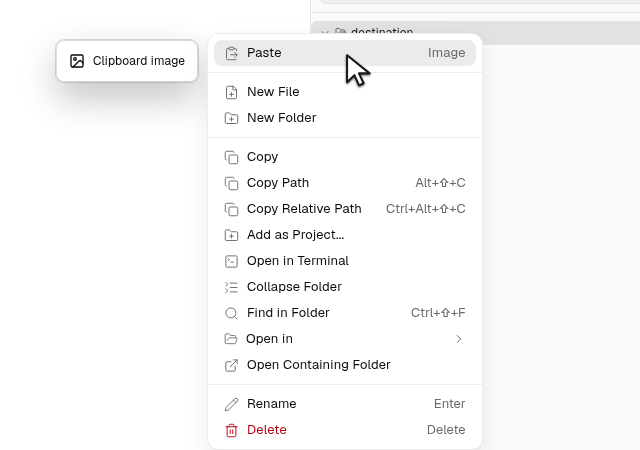 destination
Clipboard image
Paste Image
New File
New Folder
Copy
Copy Path Alt+⇧+C
Copy Relative Path Ctrl+Alt+⇧+C
Add as Project...
Open in Terminal
Collapse Folder
Find in Folder Ctrl+⇧+F
Open in
Open Containing Folder
Rename Enter
Delete Delete